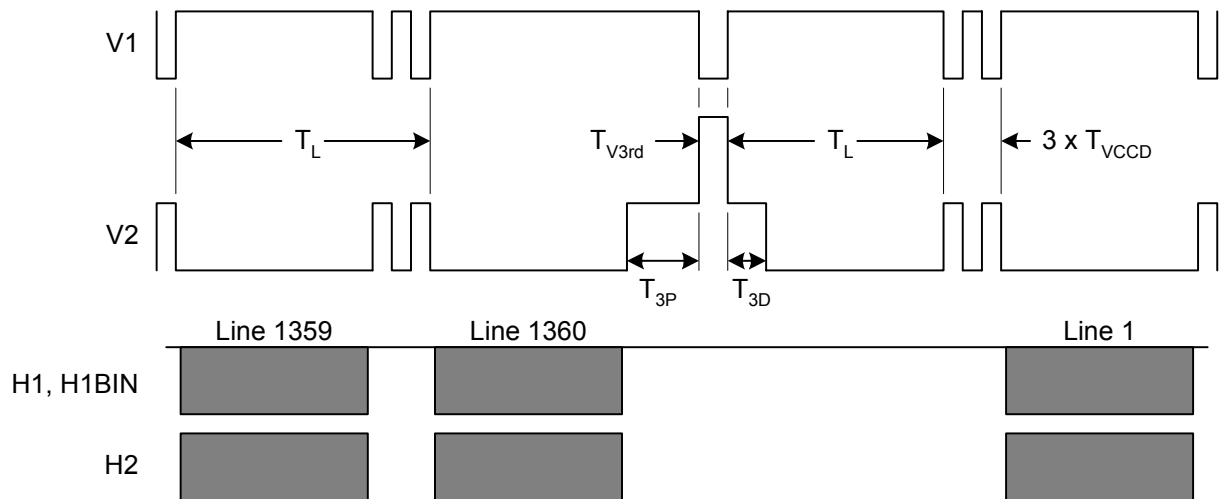 V1
T_L
T_V3rd
T_L
3 x T_VCCD
V2
T_3P
T_3D
Line 1359
Line 1360
Line 1
H1, H1BIN
H2